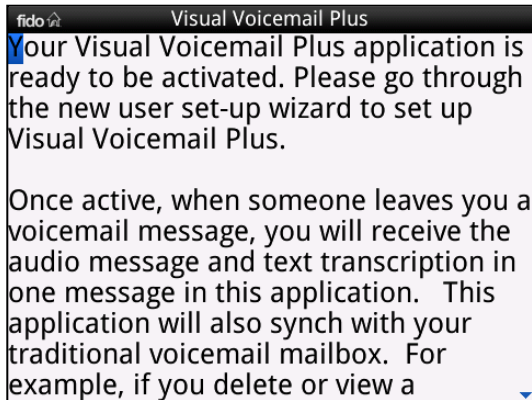 fido Visual Voicemail Plus
Your Visual Voicemail Plus application is
ready to be activated. Please go through
the new user set-up wizard to set up
Visual Voicemail Plus.
Once active, when someone leaves you a
voicemail message, you will receive the
audio message and text transcription in
one message in this application.   This
application will also synch with your
traditional voicemail mailbox.  For
example, if you delete or view a